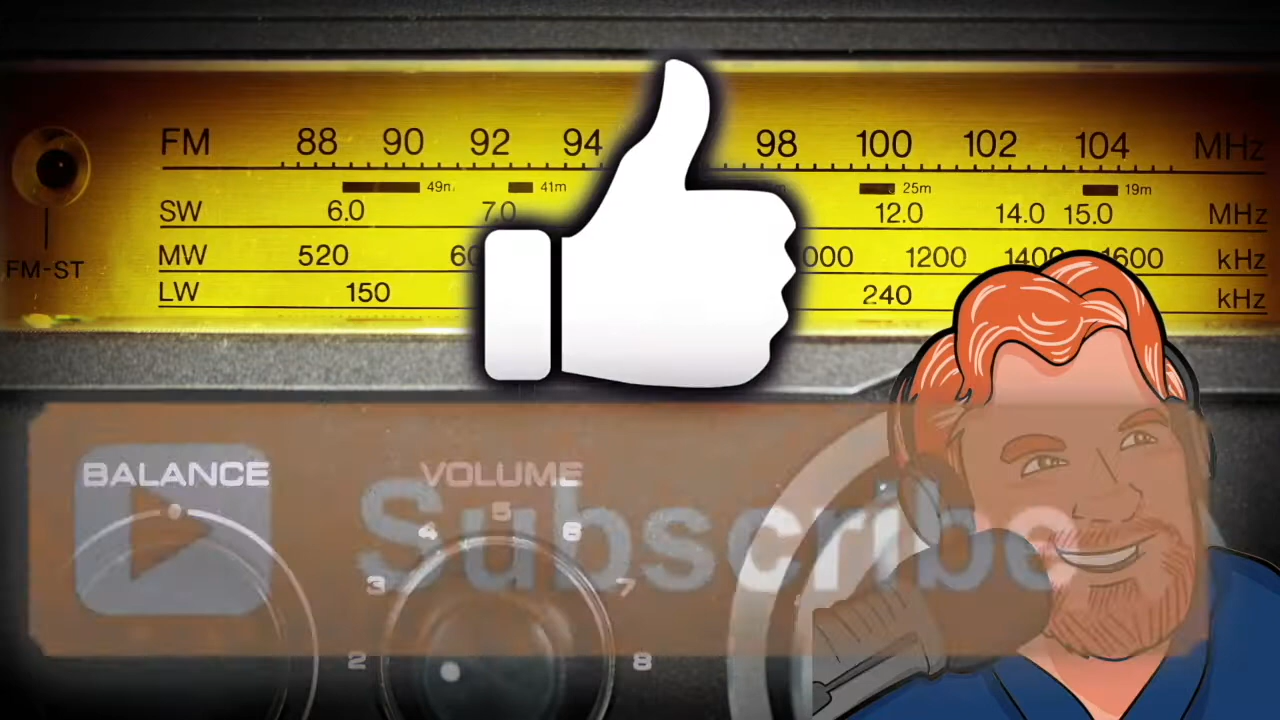 FM 88 90 92 94 98 100 102 104 MHz
49m 41m 25m 19m
SW 6.0 7.0 12.0 14.0 15.0 MHz
MW 520 1200 1400 1600 kHz
FM-ST
LW 150 240 kHz
BALANCE VOLUME
Subscribe
2 3 4 5 6 7 8